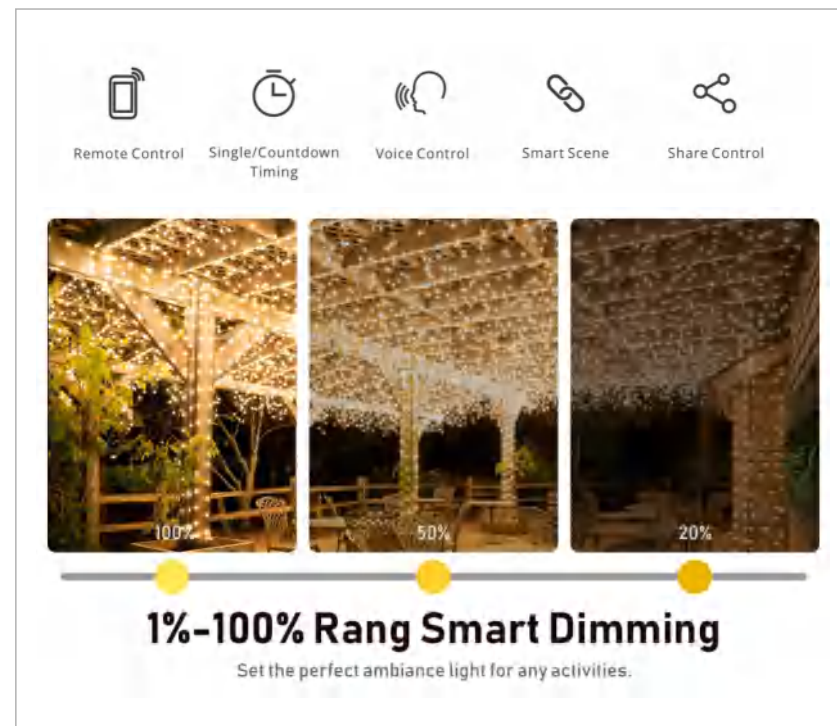 Remote Control
Single/Countdown
Timing
Voice Control
Smart Scene
Share Control
100%
50%
20%
1%-100% Rang Smart Dimming
Set the perfect ambiance light for any activities.